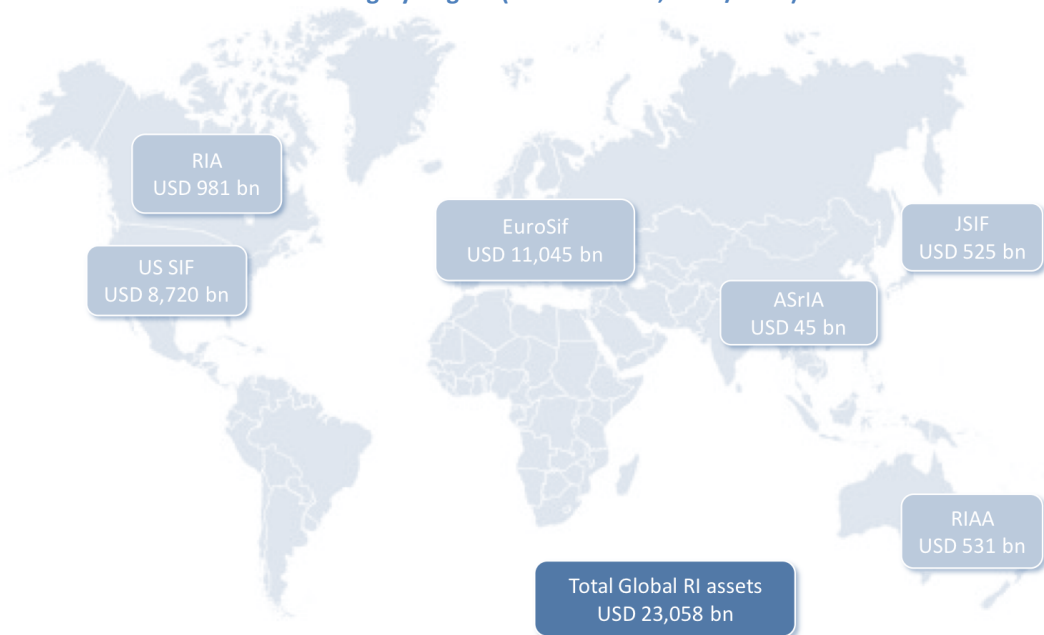 RIA
USD 981 bn
US SIF
USD 8,720 bn
EuroSif
USD 11,045 bn
JSIF
USD 525 bn
ASrIA
USD 45 bn
RIAA
USD 531 bn
Total Global RI assets
USD 23,058 bn